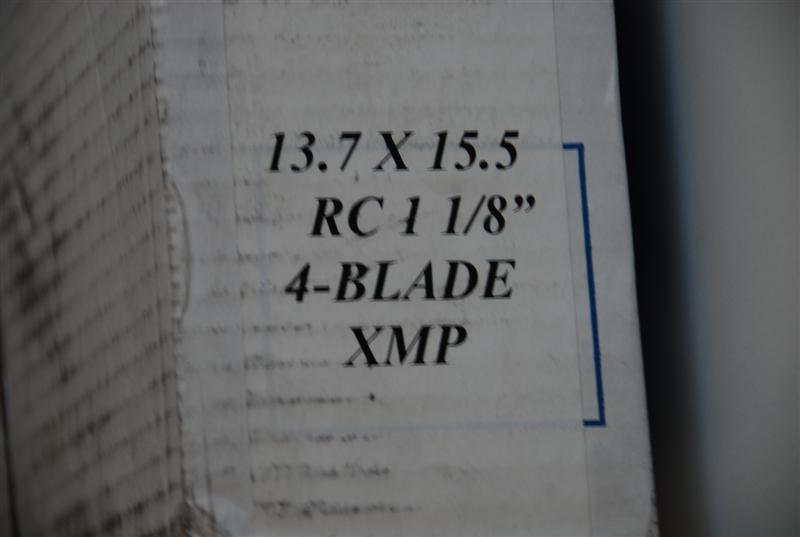 13.7 X 15.5
RC 1 1/8”
4-BLADE
XMP